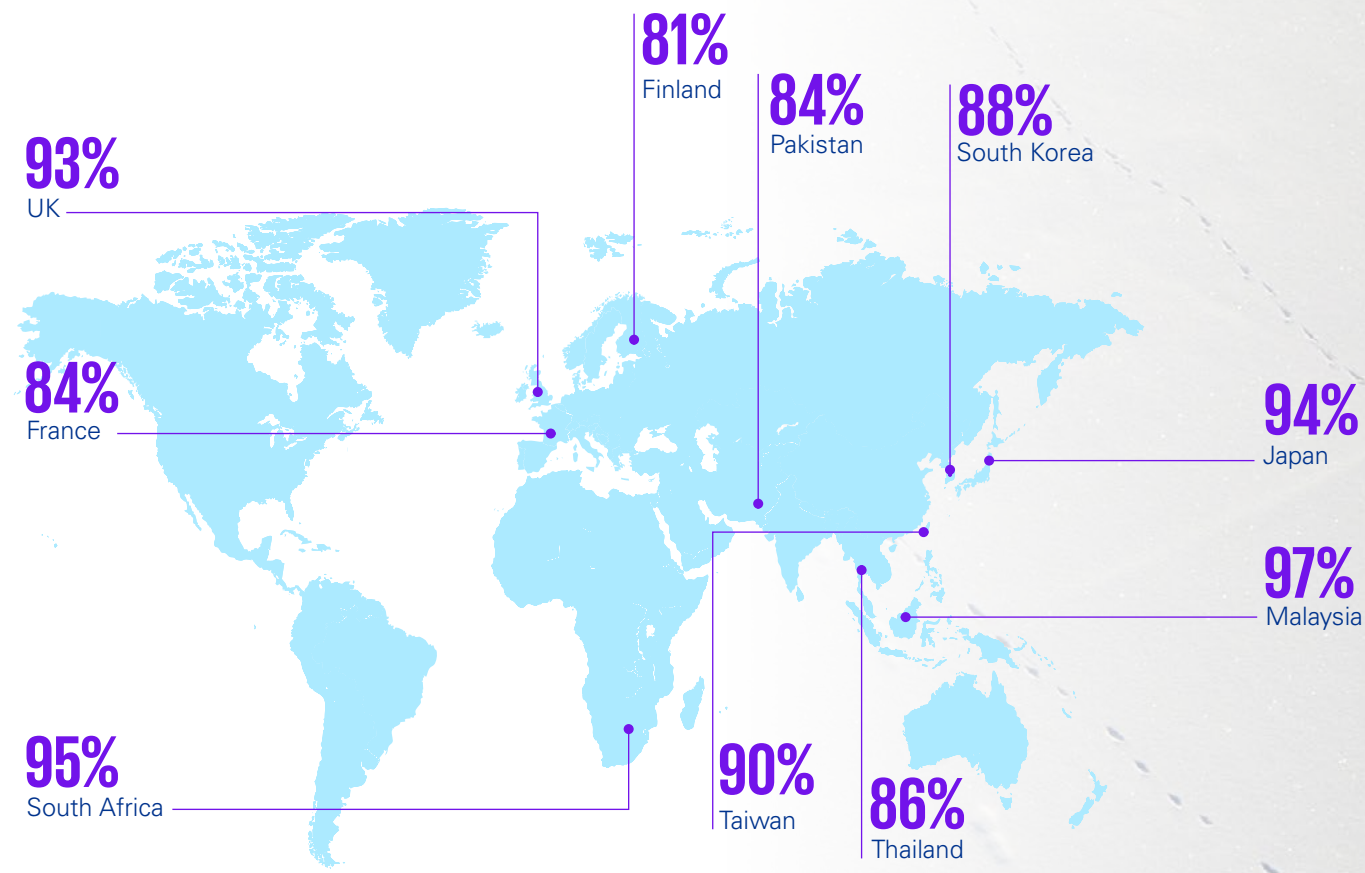 81%
Finland
84%
Pakistan
88%
South Korea
93%
UK
84%
France
94%
Japan
97%
Malaysia
95%
South Africa
90%
Taiwan
86%
Thailand